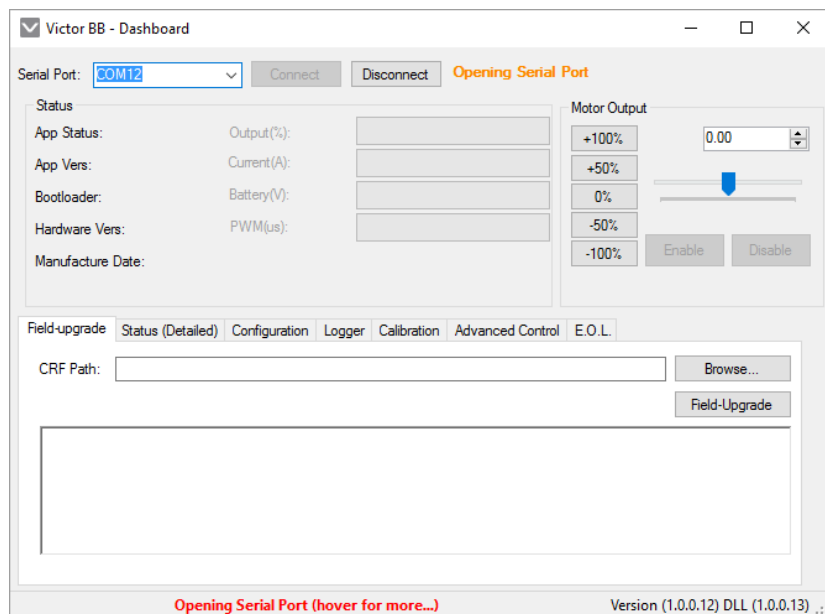 Victor BB - Dashboard
Serial Port: COM12 Connect Disconnect Opening Serial Port
Status
App Status: Output(%):
App Vers: Current(A):
Bootloader: Battery(V):
Hardware Vers: PWM(us):
Manufacture Date:
Motor Output
+100% 0.00
+50%
0%
-50%
-100% Enable Disable
Field-upgrade Status (Detailed) Configuration Logger Calibration Advanced Control E.O.L.
CRF Path: Browse...
Field-Upgrade
Opening Serial Port (hover for more...) Version (1.0.0.12) DLL (1.0.0.13)